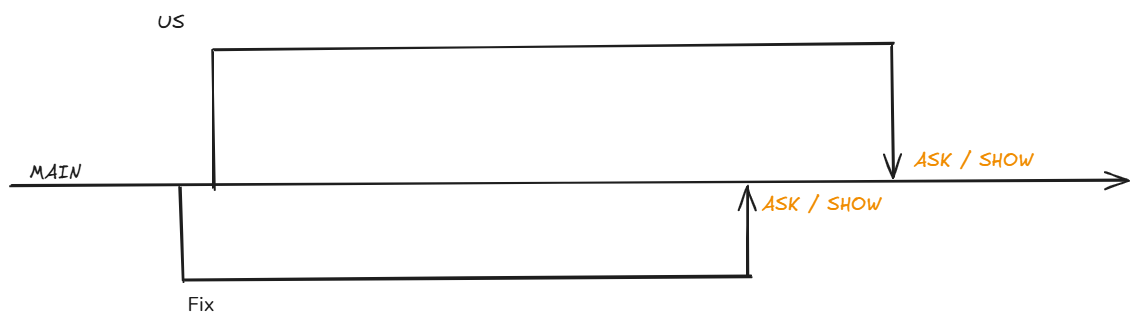 US
MAIN
ASK / SHOW
ASK / SHOW
Fix